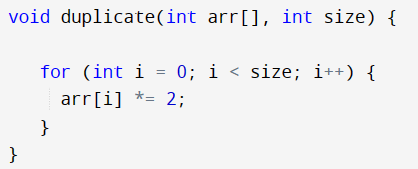 void duplicate(int arr[], int size) {
for (int i = 0; i < size; i++) {
arr[i] *= 2;
}
}